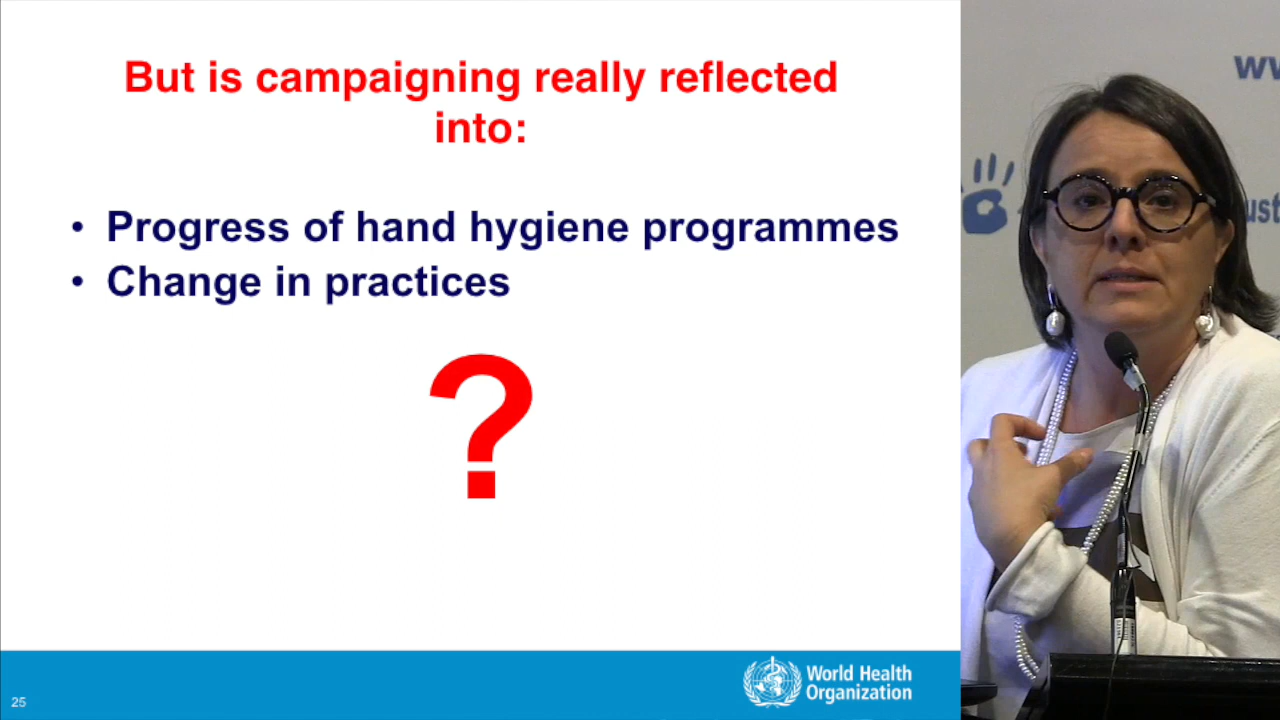 But is campaigning really reflected
into:
• Progress of hand hygiene programmes
• Change in practices
?
World Health
Organization
25